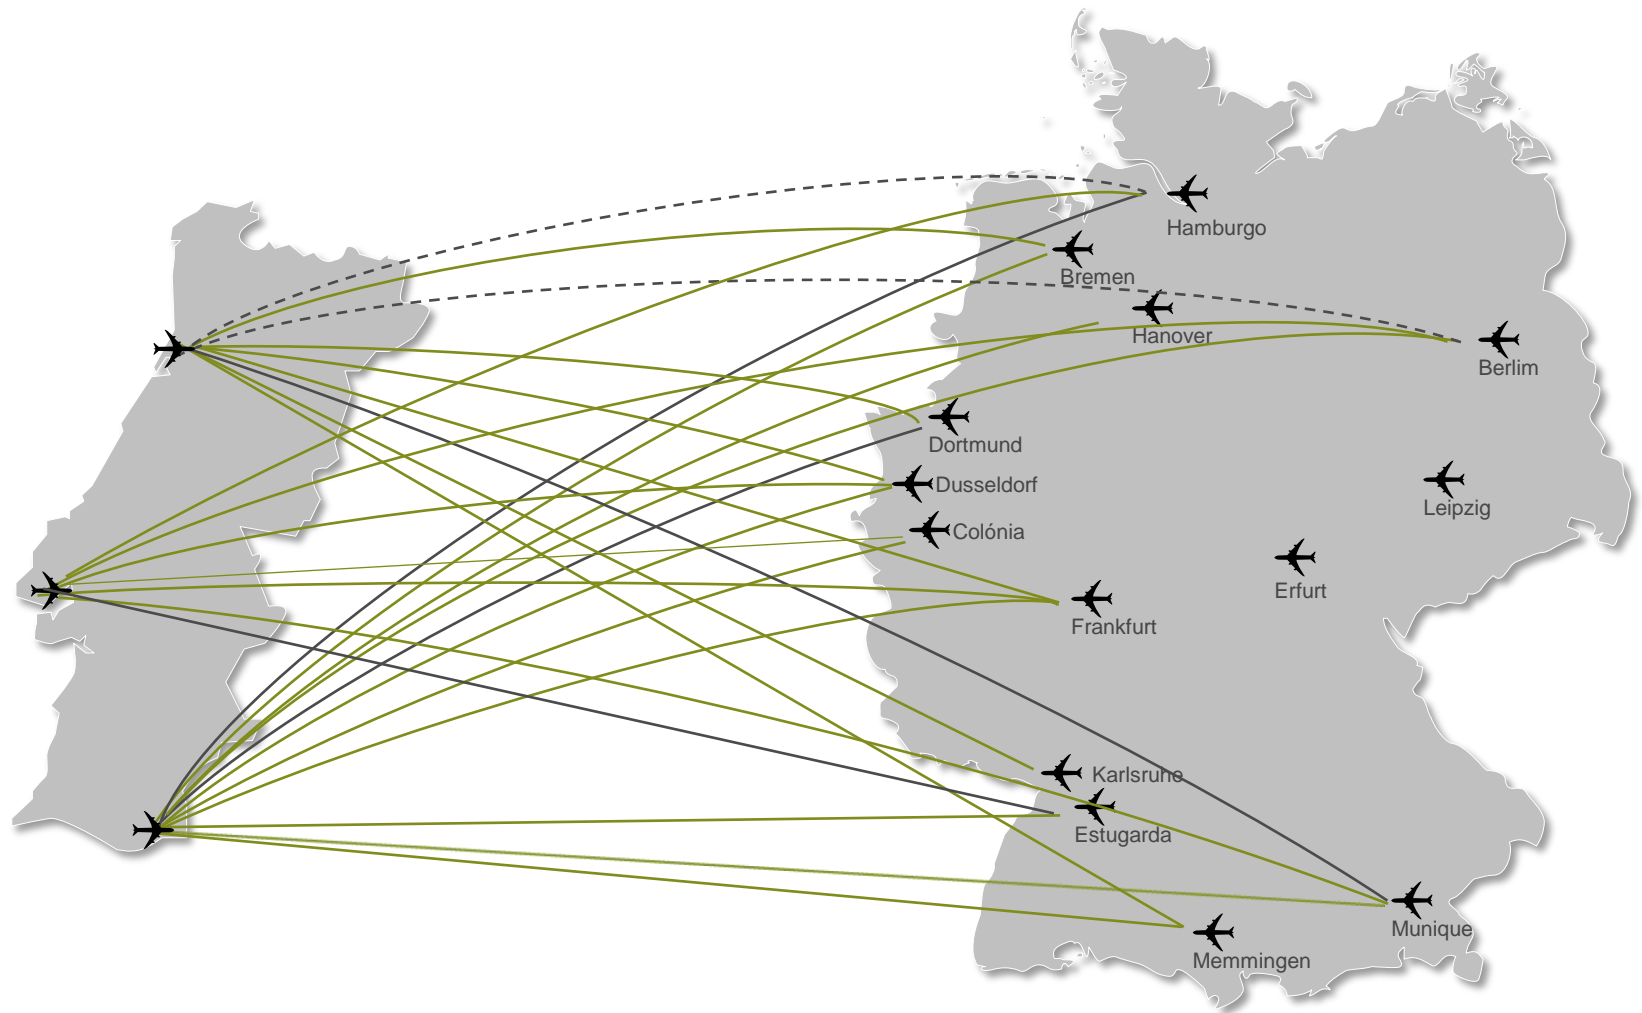 Hamburgo
Bremen
Hanover
Berlim
Dortmund
Dusseldorf
Leipzig
Colónia
Erfurt
Frankfurt
Karlsruhe
Estugarda
Munique
Memmingen